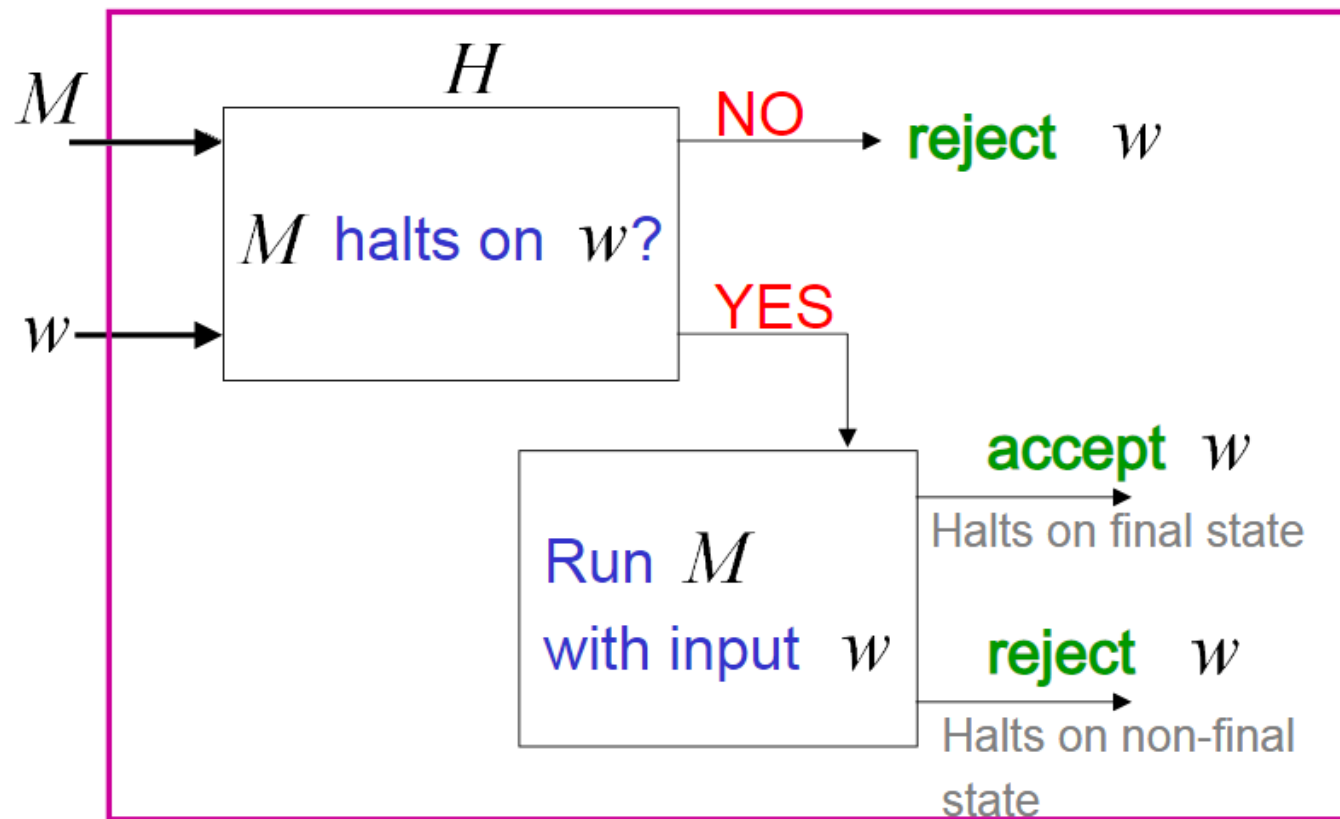 H
M
NO
reject w
M halts on w?
YES
w
accept w
Halts on final state
Run M
with input w
reject w
Halts on non-final
state